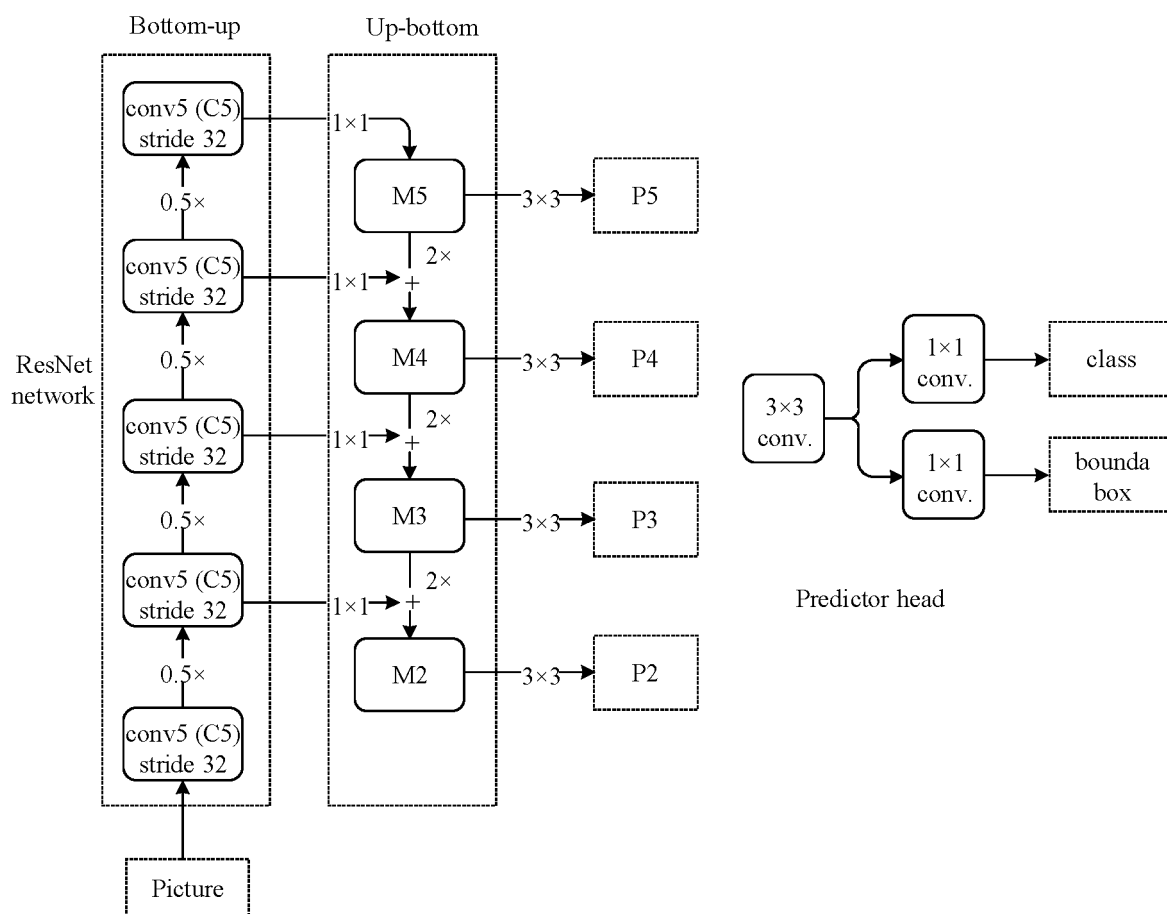 Bottom-up
Up-bottom
conv5 (C5)
stride 32
1×1
M5
3×3
P5
0.5×
2×
conv5 (C5)
stride 32
1×1
+
M4
3×3
P4
0.5×
ResNet
network
2×
conv5 (C5)
stride 32
1×1
+
M3
3×3
P3
0.5×
2×
conv5 (C5)
stride 32
1×1
+
M2
3×3
P2
0.5×
conv5 (C5)
stride 32
Picture
3×3
conv.
1×1
conv.
class
1×1
conv.
bounda
box
Predictor head